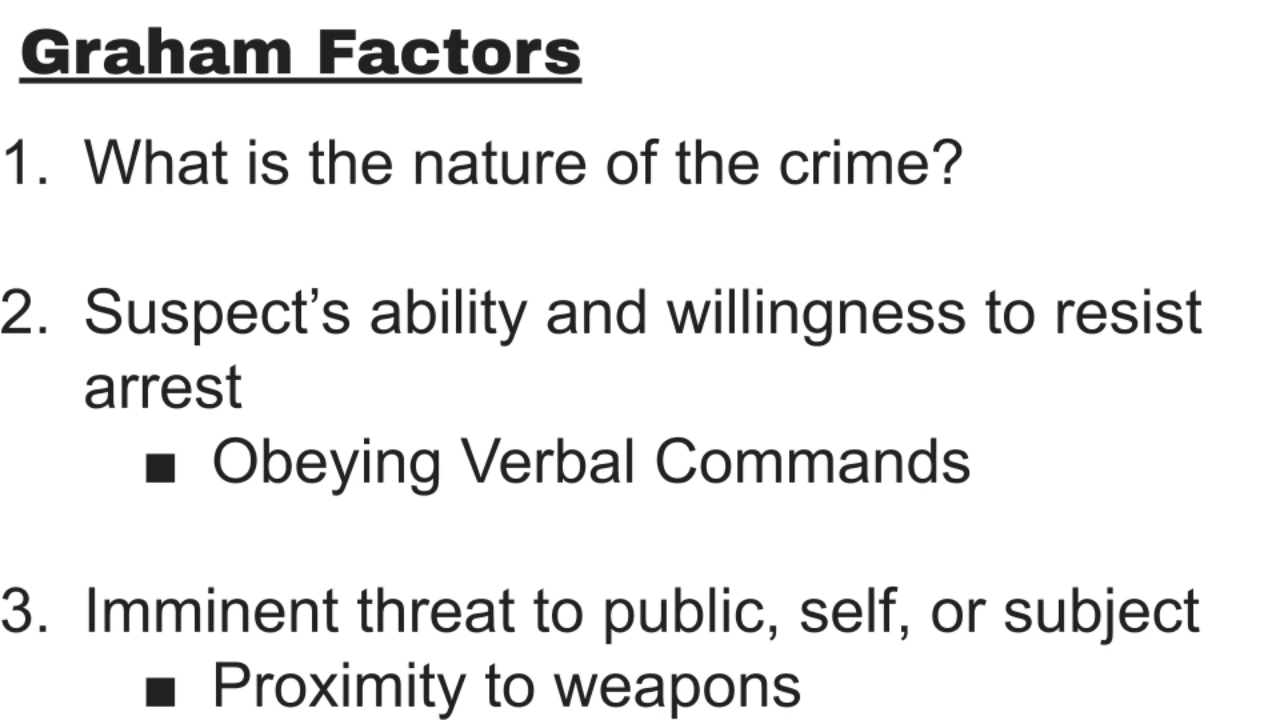 Graham Factors
1. What is the nature of the crime?
2. Suspect’s ability and willingness to resist
arrest
■ Obeying Verbal Commands
3. Imminent threat to public, self, or subject
■ Proximity to weapons